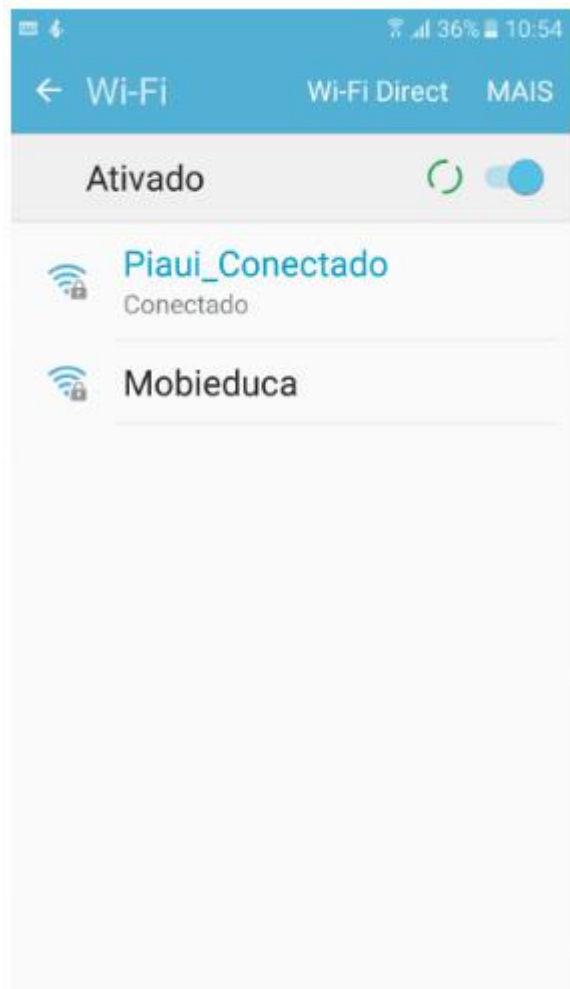 36% 10:54
Wi-Fi Wi-Fi Direct MAIS
Ativado
Piaui_Conectado
Conectado
Mobieduca